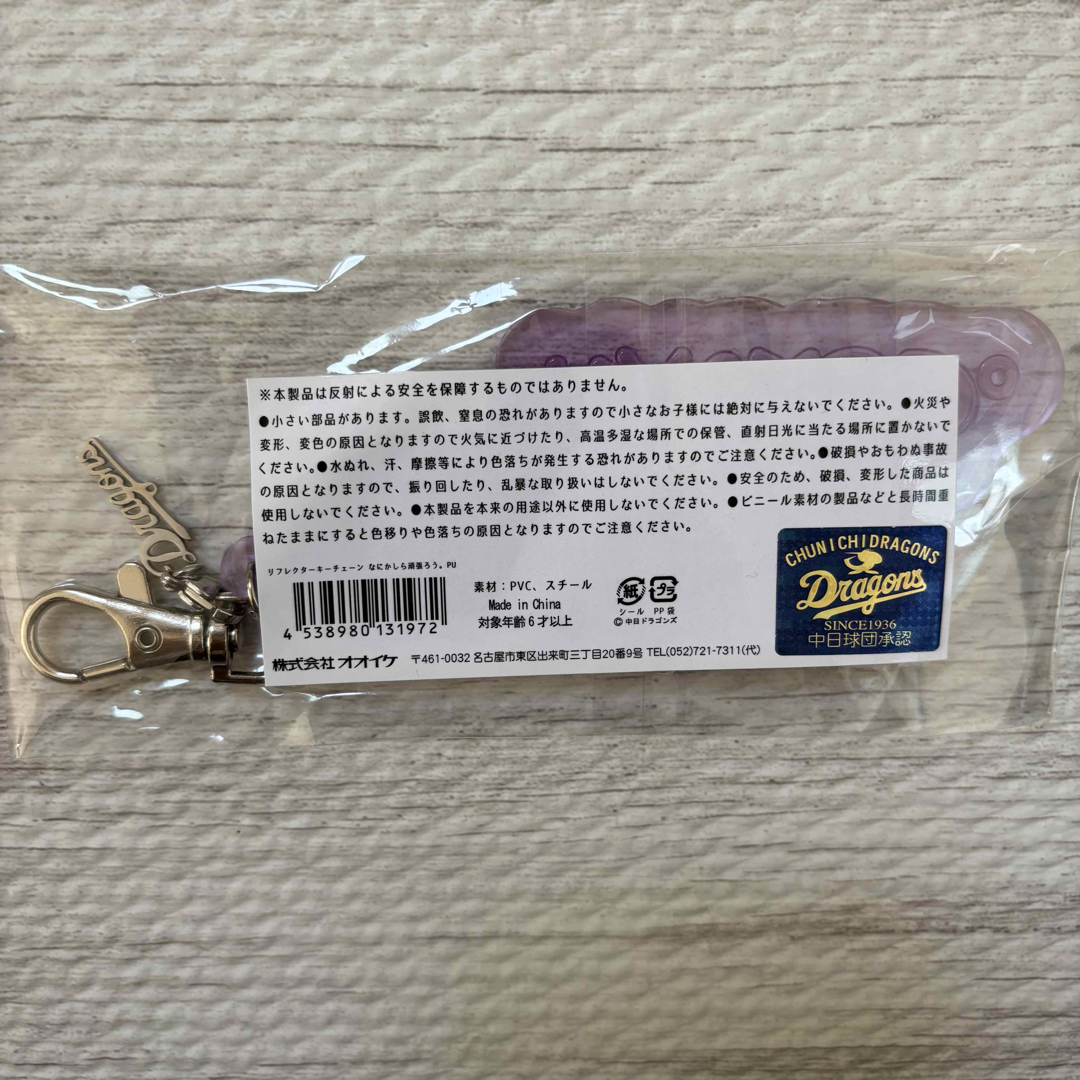 ※本製品は反射による安全を保障するものではありません。
●小さい部品があります。誤飲、窒息の恐れがありますので小さなお子様には絶対に与えないでください。●火災や
変形、変色の原因となりますので火気に近づけたり、高温多湿な場所での保管、直射日光に当たる場所に置かないで
ください。●水ぬれ、汗、摩擦等により色落ちが発生する恐れがありますのでご注意ください。●破損やおもわぬ事故
の原因となりますので、振り回したり、乱暴な取り扱いはしないでください。●安全のため、破損、変形した商品は
使用しないでください。●本製品を本来の用途以外に使用しないでください。●ビニール素材の製品などと長時間重
ねたままにすると色移りや色落ちの原因となりますのでご注意ください。
リフレクターキーチェーン なにかしら頑張ろう。PU
4 538980 131972
素材：PVC、スチール
Made in China
対象年齢6才以上
紙 プラ
シール PP袋
©中日ドラゴンズ
株式会社オオイケ 〒461-0032 名古屋市東区出来町三丁目20番9号 TEL(052)721-7311(代)
CHUNICHI DRAGONS
Dragons
SINCE1936
中日球団承認
Dragons